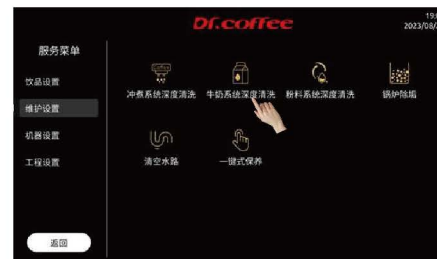 Dr.coffee
2023/08/
服务菜单
饮品设置
维护设置
机器设置
工程设置
返回
冲煮系统深度清洗
牛奶系统深度清洗
粉料系统深度清洗
锅炉除垢
清空水路
一键式保养